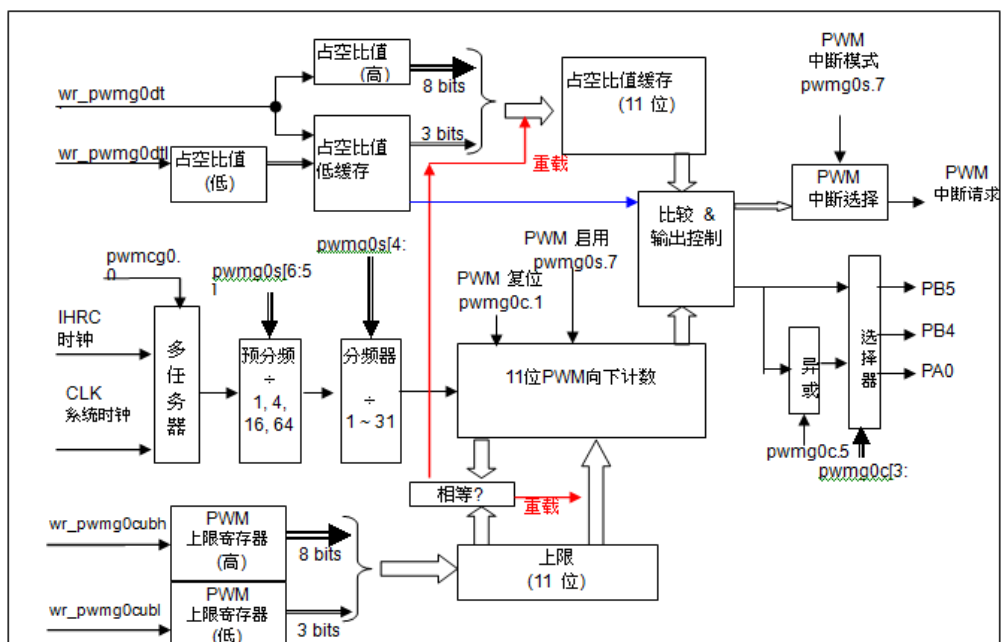 占空比值
(高)
8 bits
wr_pwmg0dt
占空比值
低缓存
3 bits
wr_pwmg0dtl
占空比值
(低)
占空比值缓存
(11 位)
重载
PWM
中断模式
pwmg0s.7
PWM
中断选择
PWM
中断请求
比较 &
输出控制
pwmcg0.
0
pwmg0s[6:5
]
pwmg0s[4:
PWM 启用
pwmg0s.7
PWM 复位
pwmg0c.1
IHRC
时钟
CLK
系统时钟
多
任
务
器
预分频
÷
1, 4,
16, 64
分频器
÷
1 ~ 31
11位PWM向下计数
异
或
选
择
器
PB5
PB4
PA0
pwmg0c.5
pwmg0c[3:
相等?
重载
wr_pwmg0cubh
PWM
上限寄存器
(高)
8 bits
上限
(11 位)
wr_pwmg0cubl
PWM
上限寄存器
(低)
3 bits